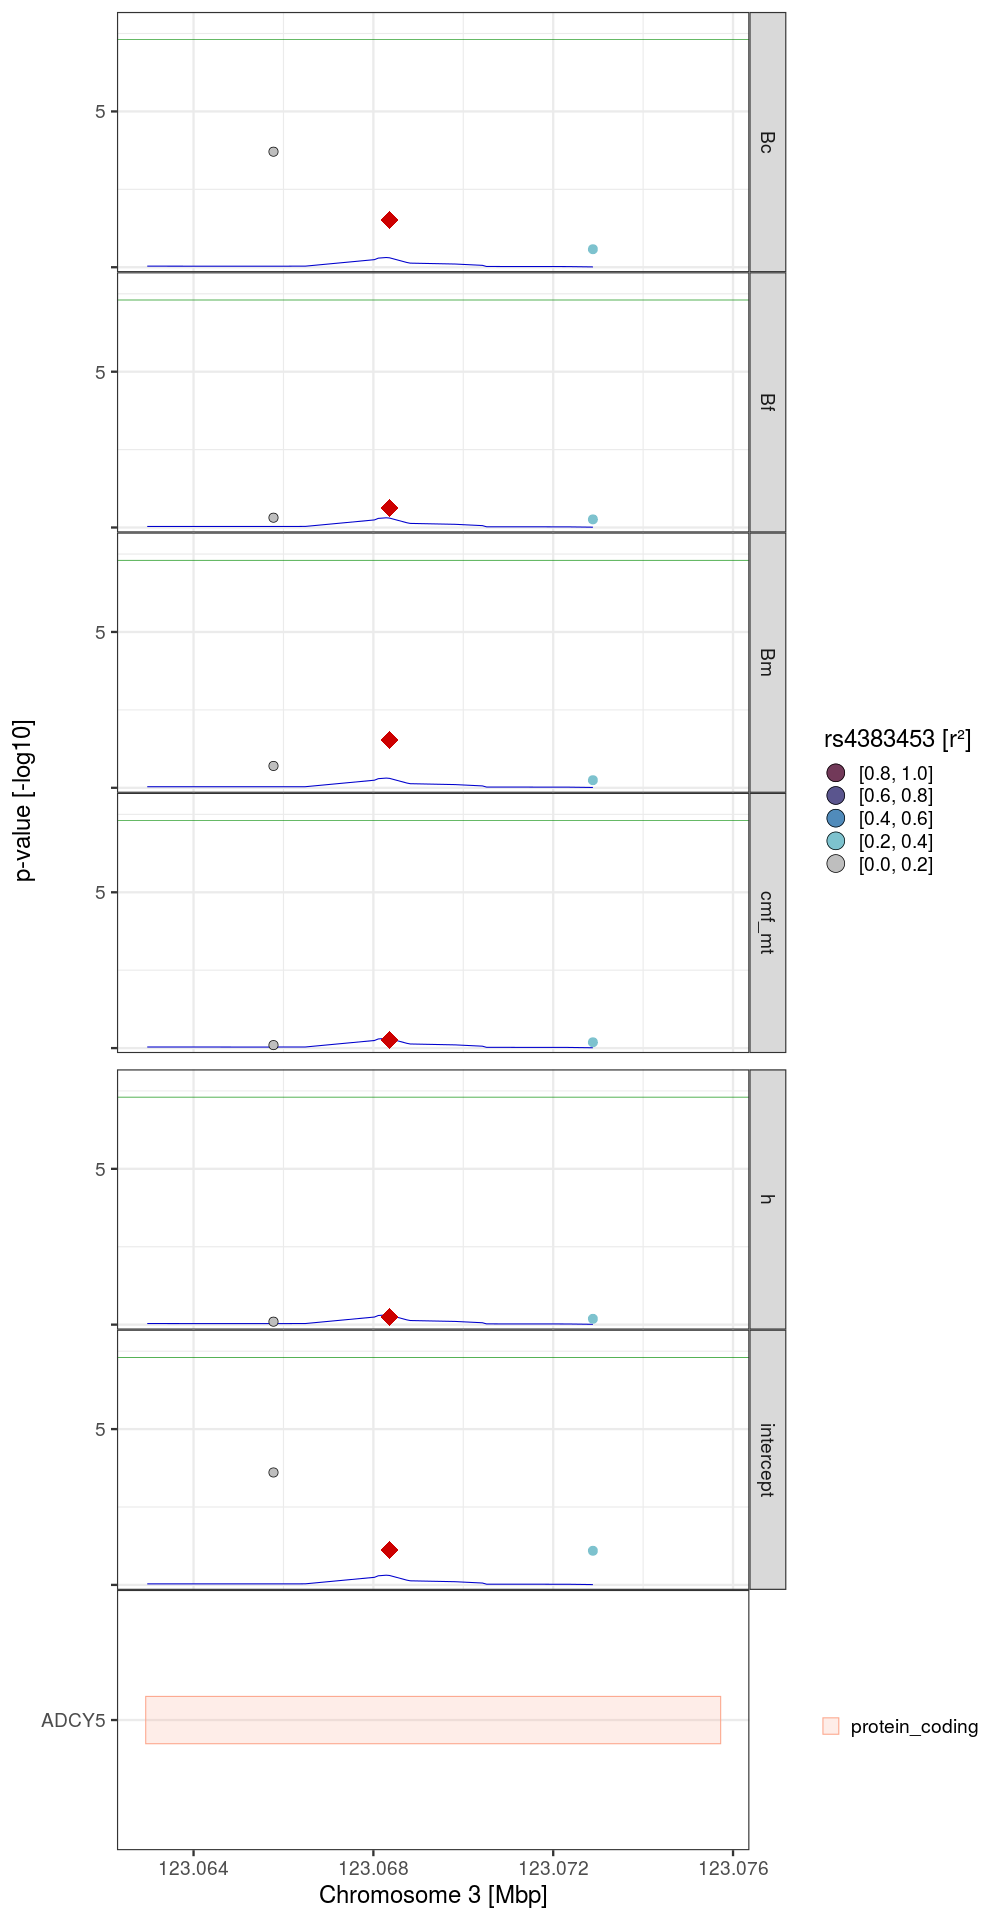 5
Bc
5
Bf
5
Bm
5
cmf_mt
5
h
5
intercept
p-value [-log10]
rs4383453 [r²]
[0.8, 1.0]
[0.6, 0.8]
[0.4, 0.6]
[0.2, 0.4]
[0.0, 0.2]
ADCY5
protein_coding
123.064 123.068 123.072 123.076
Chromosome 3 [Mbp]